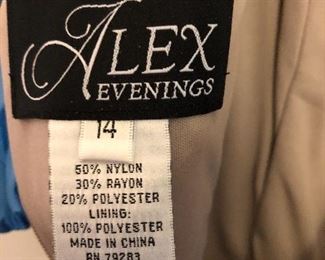 ALEX
EVENINGS
14
50% NYLON
30% RAYON
20% POLYESTER
LINING:
100% POLYESTER
MADE IN CHINA
RN 79283